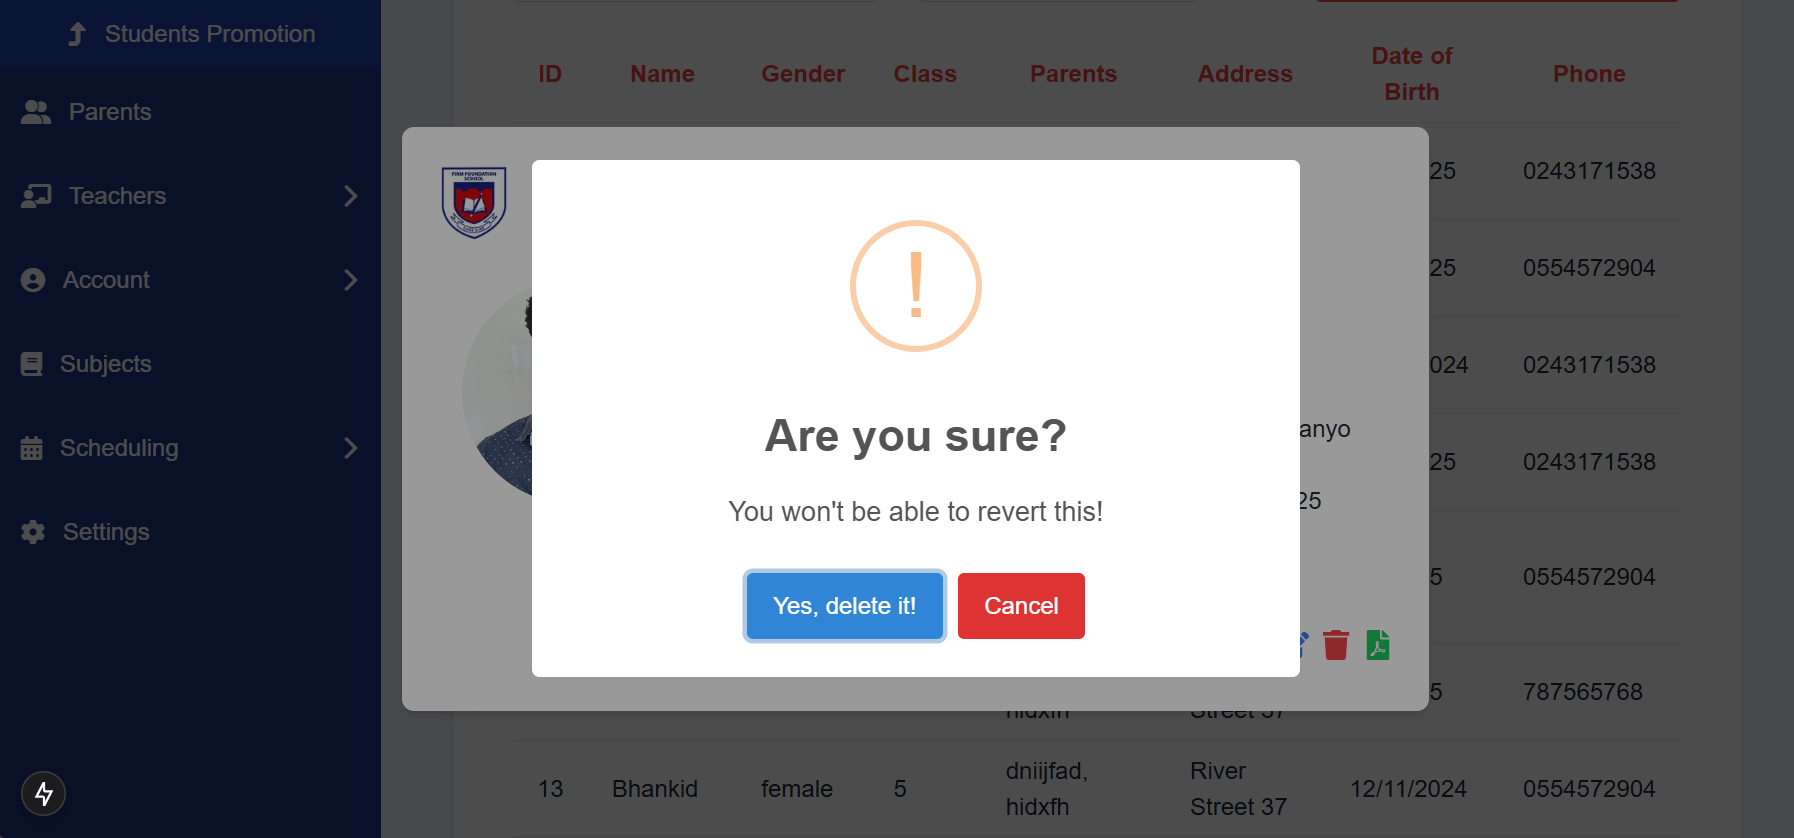 Students Promotion
Parents
Teachers
Account
Subjects
Scheduling
Settings
ID Name Gender Class Parents Address Date of Birth Phone
25 0243171538
25 0554572904
024 0243171538
25 0243171538
5 0554572904
5 787565768
FIRM FOUNDATION
SCHOOL
anyo
25
!
Are you sure?
You won't be able to revert this!
Yes, delete it! Cancel
hidxfh Street 37
13 Bhankid female 5 dniijfad, hidxfh River Street 37 12/11/2024 0554572904